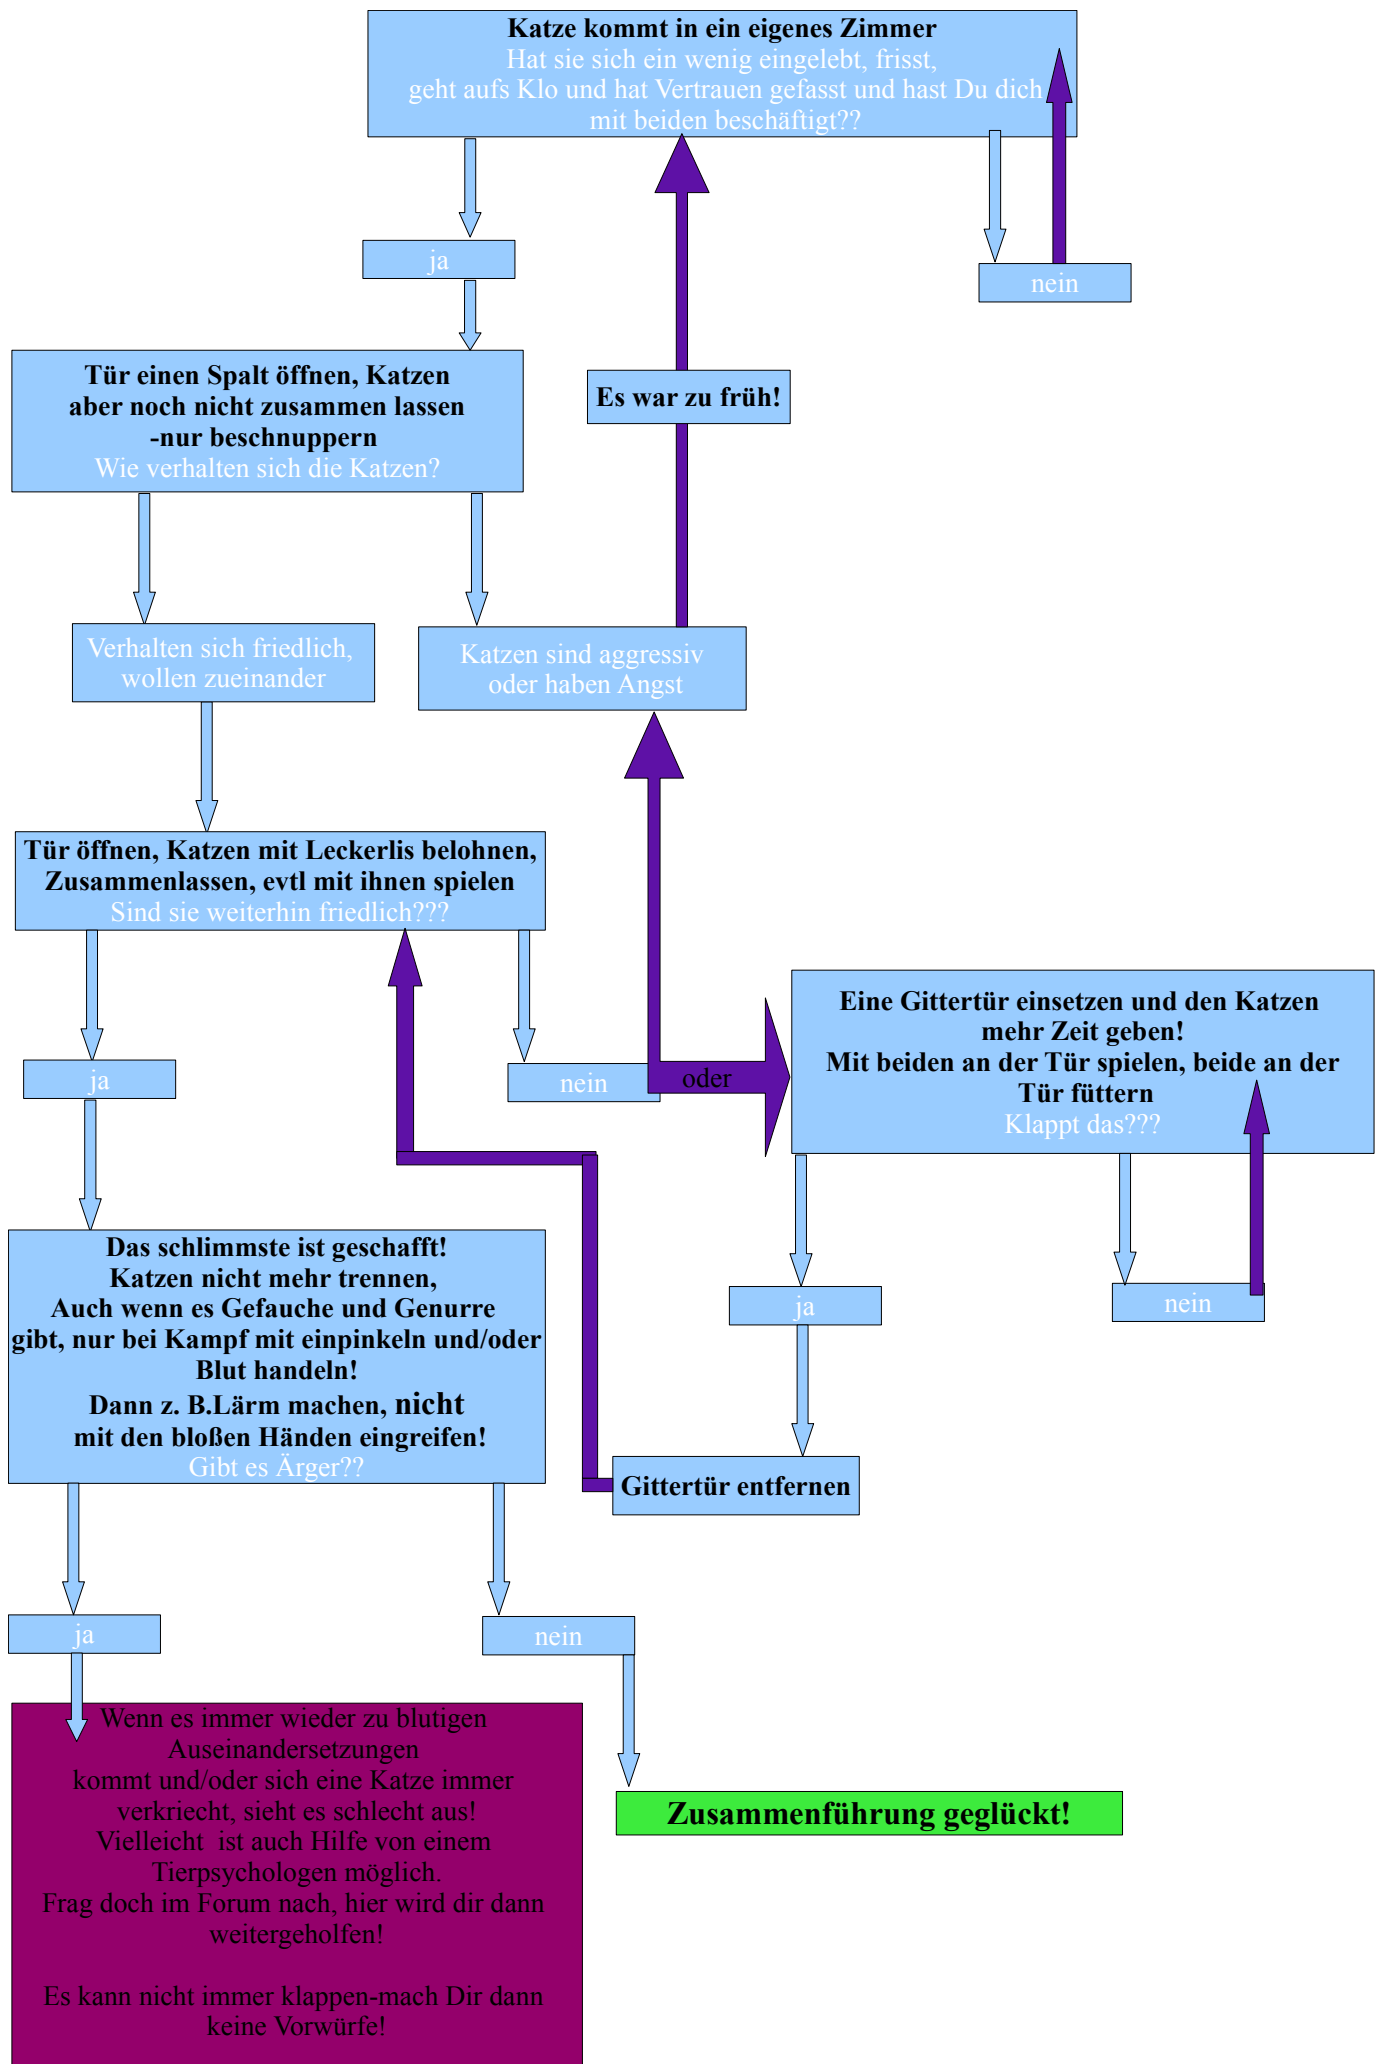 Katze kommt in ein eigenes Zimmer
Hat sie sich ein wenig eingelebt, frisst,
geht aufs Klo und hat Vertrauen gefasst und hast Du dich
mit beiden beschäftigt??
ja
nein
Tür einen Spalt öffnen, Katzen
aber noch nicht zusammen lassen
-nur beschnuppern
Wie verhalten sich die Katzen?
Es war zu früh!
Verhalten sich friedlich,
wollen zueinander
Katzen sind aggressiv
oder haben Angst
Tür öffnen, Katzen mit Leckerlis belohnen,
Zusammenlassen, evtl mit ihnen spielen
Sind sie weiterhin friedlich???
ja
nein
oder
Eine Gittertür einsetzen und den Katzen
mehr Zeit geben!
Mit beiden an der Tür spielen, beide an der
Tür füttern
Klappt das???
ja
nein
Gittertür entfernen
Das schlimmste ist geschafft!
Katzen nicht mehr trennen,
Auch wenn es Gefauche und Genurre
gibt, nur bei Kampf mit einpinkeln und/oder
Blut handeln!
Dann z. B.Lärm machen, nicht
mit den bloßen Händen eingreifen!
Gibt es Ärger??
ja
nein
Wenn es immer wieder zu blutigen
Auseinandersetzungen
kommt und/oder sich eine Katze immer
verkriecht, sieht es schlecht aus!
Vielleicht  ist auch Hilfe von einem
Tierpsychologen möglich.
Frag doch im Forum nach, hier wird dir dann
weitergeholfen!
Es kann nicht immer klappen-mach Dir dann
keine Vorwürfe!
Zusammenführung geglückt!